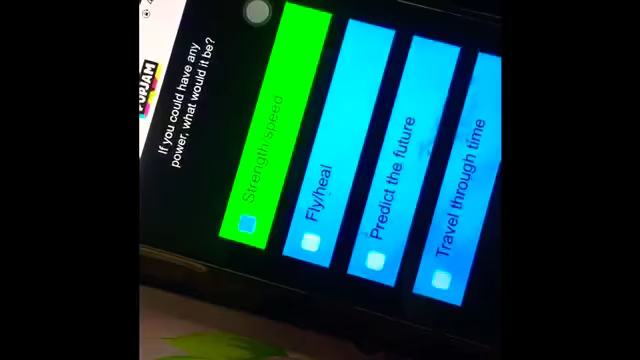 POPJAM
If you could have any
power, what would it be?
Strength/speed
Fly/heal
Predict the future
Travel through time